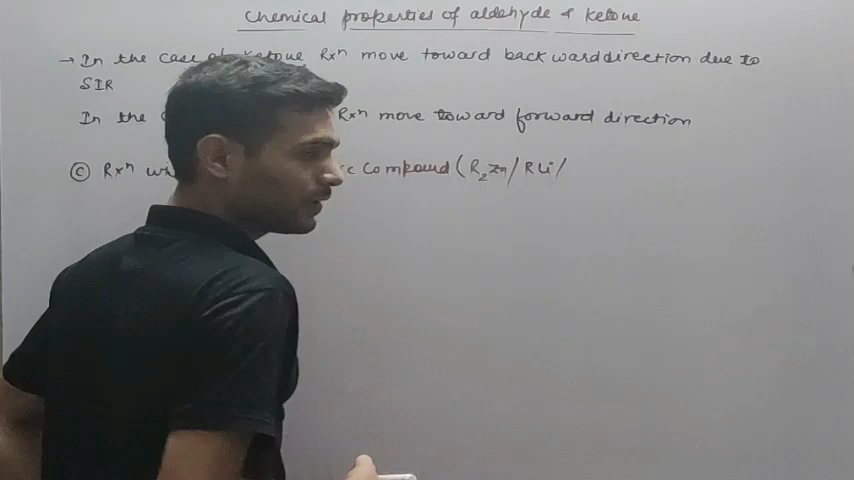 Chemical properties of aldehyde & ketone
→ In the case of ketone Rxⁿ move toward backward direction due to
SIR
In the Rxⁿ move toward forward direction
(C) Rxⁿ Compound (R₂Zn/RLi/